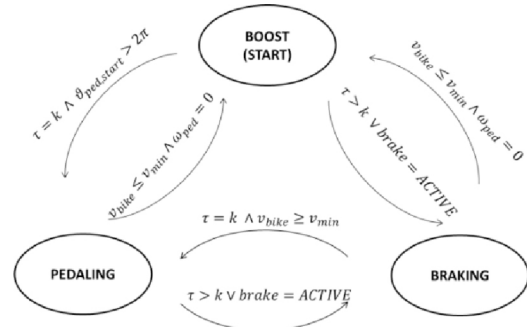 BOOST
(START)
τ = k ∧ θ_ped,start > 2π
v_bike ≤ v_min ∧ ω_ped = 0
τ > k ∨ brake = ACTIVE
v_bike ≤ v_min ∧ ω_ped = 0
τ = k ∧ v_bike ≥ v_min
PEDALING
BRAKING
τ > k ∨ brake = ACTIVE